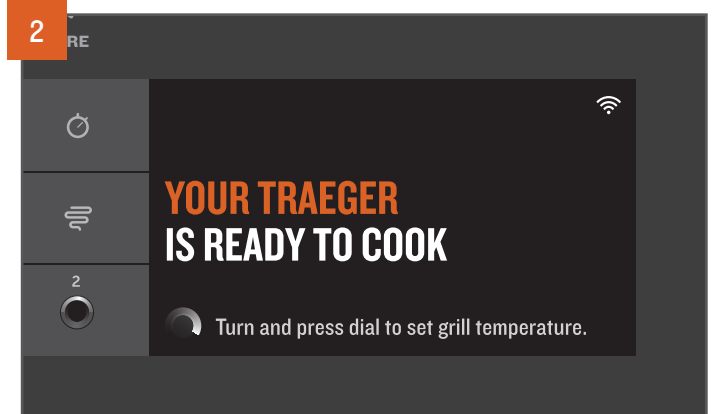 2
RE
YOUR TRAEGER
IS READY TO COOK
2
Turn and press dial to set grill temperature.